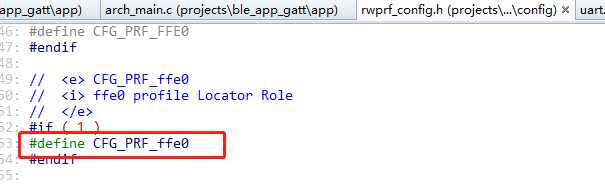 app_gatt\app) arch_main.c (projects\ble_app_gatt\app) rwprf_config.h (projects\...\config) uart.
46: #define CFG_PRF_FFE0
47: #endif
48:
49: // <e> CFG_PRF_ffe0
50: // <i> ffe0 profile Locator Role
51: // </e>
52: #if ( 1 )
53: #define CFG_PRF_ffe0
54: #endif
55: